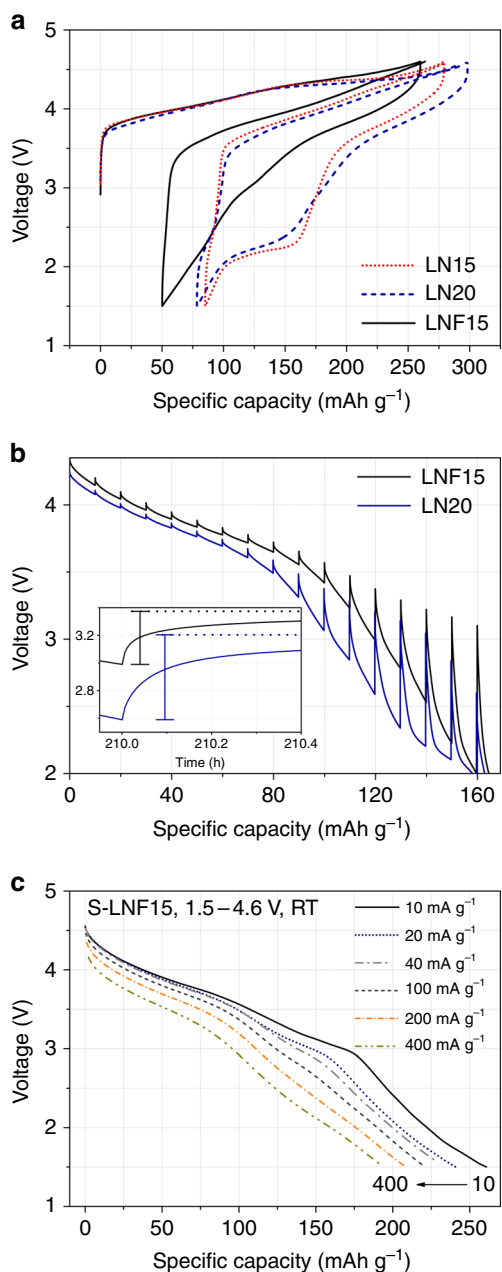 a
5
4
3
2
1
Voltage (V)
LN15
LN20
LNF15
0 50 100 150 200 250 300
Specific capacity (mAh g⁻¹)
b
4
3
2
Voltage (V)
LNF15
LN20
3.2
2.8
210.0 210.2 210.4
Time (h)
0 40 80 120 160
Specific capacity (mAh g⁻¹)
c
5
4
3
2
1
Voltage (V)
S-LNF15, 1.5–4.6 V, RT
10 mA g⁻¹
20 mA g⁻¹
40 mA g⁻¹
100 mA g⁻¹
200 mA g⁻¹
400 mA g⁻¹
400 ← 10
0 50 100 150 200 250
Specific capacity (mAh g⁻¹)